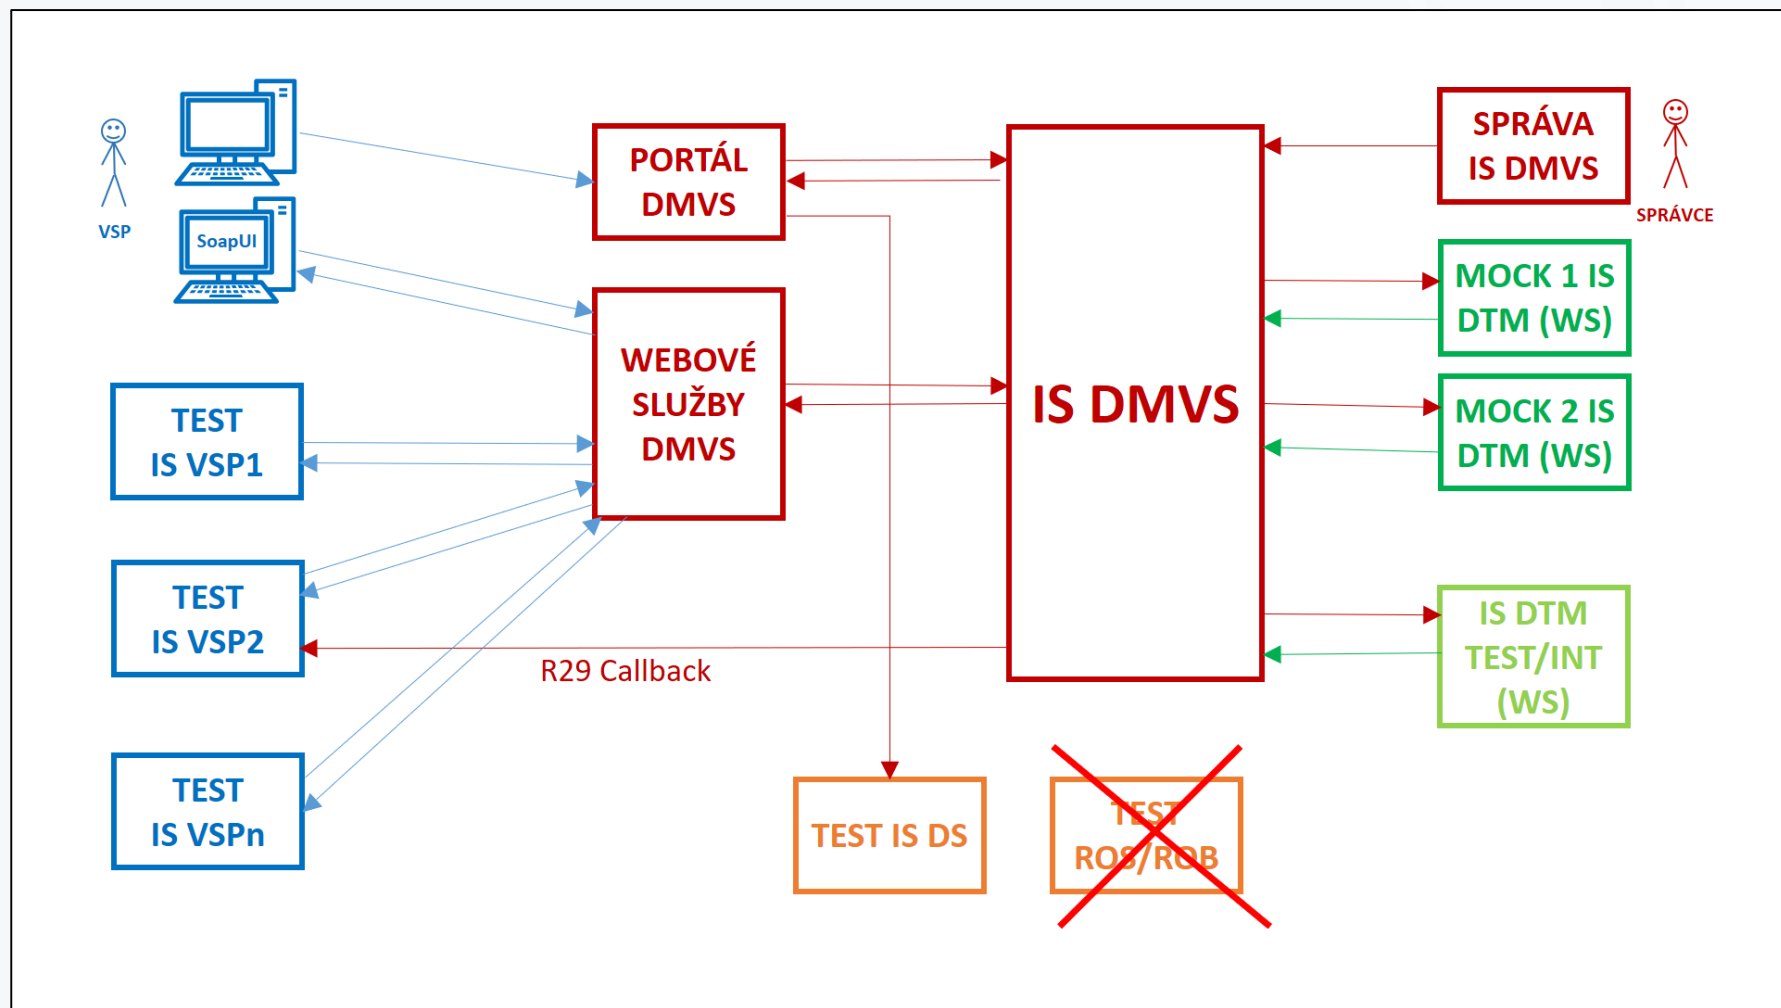 VSP
SoapUI
PORTÁL
DMVS
WEBOVÉ
SLUŽBY
DMVS
TEST
IS VSP1
TEST
IS VSP2
TEST
IS VSPn
R29 Callback
IS DMVS
SPRÁVA
IS DMVS
SPRÁVCE
MOCK 1 IS
DTM (WS)
MOCK 2 IS
DTM (WS)
IS DTM
TEST/INT
(WS)
TEST IS DS
TEST
ROS/ROB